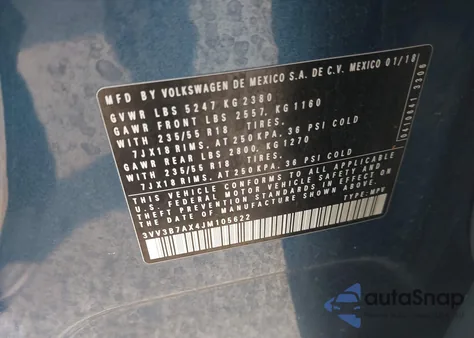 MFD BY VOLKSWAGEN DE MEXICO S.A. DE C.V. MEXICO 01/18
GVWR LBS 5247 KG 2380
GAWR FRONT LBS 2557, KG 1160
WITH 235/55 R18 TIRES.
7JX18 RIMS, AT 250 KPA, 36 PSI COLD
GAWR REAR LBS 2800, KG 1270
WITH 235/55 R18 TIRES.
7JX18 RIMS, AT 250 KPA, 36 PSI COLD
THIS VEHICLE CONFORMS TO ALL APPLICABLE
U.S. FEDERAL MOTOR VEHICLE SAFETY AND
THEFT PREVENTION STANDARDS IN EFFECT ON
THE DATE OF MANUFACTURE SHOWN ABOVE.
3VV3B7AX4JM105622 TYPE: MPV
autoSnap